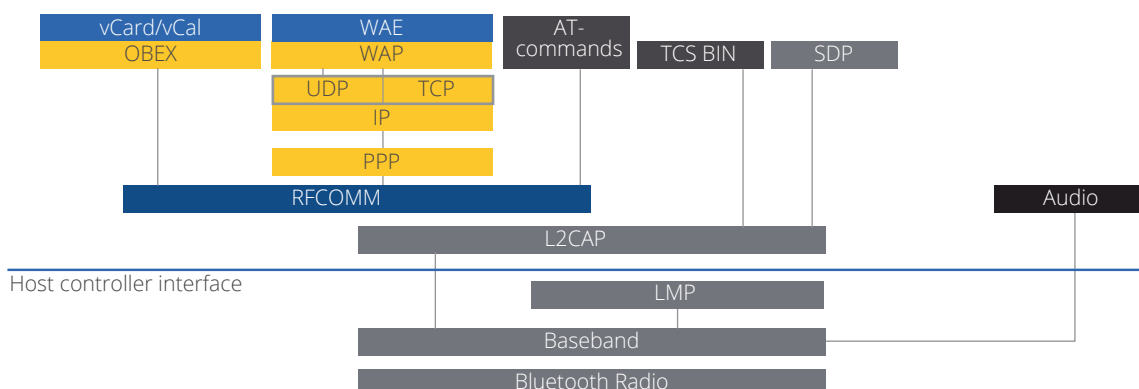 vCard/vCal
OBEX
WAE
WAP
UDP
TCP
IP
PPP
AT-
commands
TCS BIN
SDP
RFCOMM
Audio
L2CAP
Host controller interface
LMP
Baseband
Bluetooth Radio